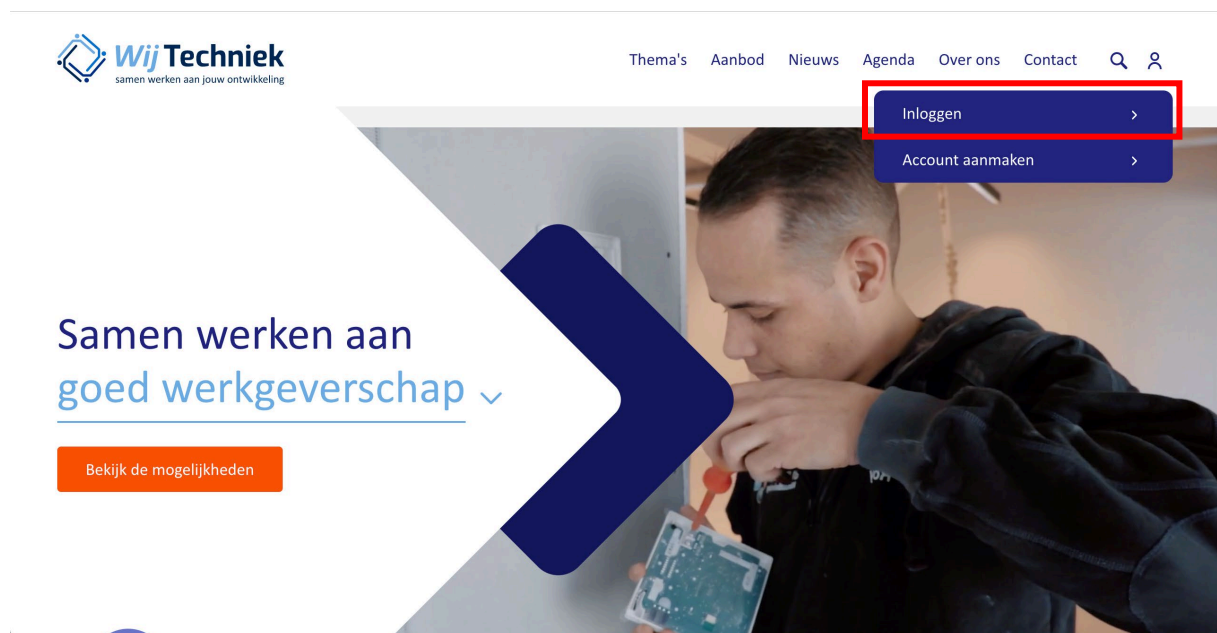 Wij Techniek
samen werken aan jouw ontwikkeling
Thema's Aanbod Nieuws Agenda Over ons Contact
Inloggen
Account aanmaken
Samen werken aan
goed werkgeverschap
Bekijk de mogelijkheden